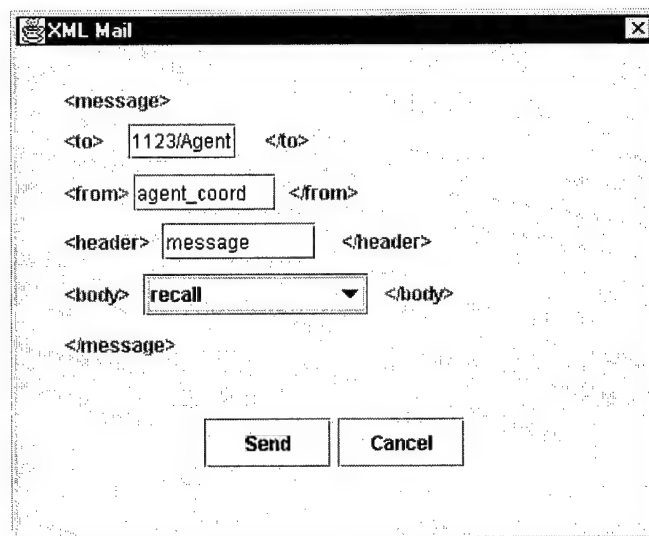 XML Mail
<message>
<to> 1123/Agent </to>
<from> agent_coord </from>
<header> message </header>
<body> recall </body>
</message>
Send Cancel